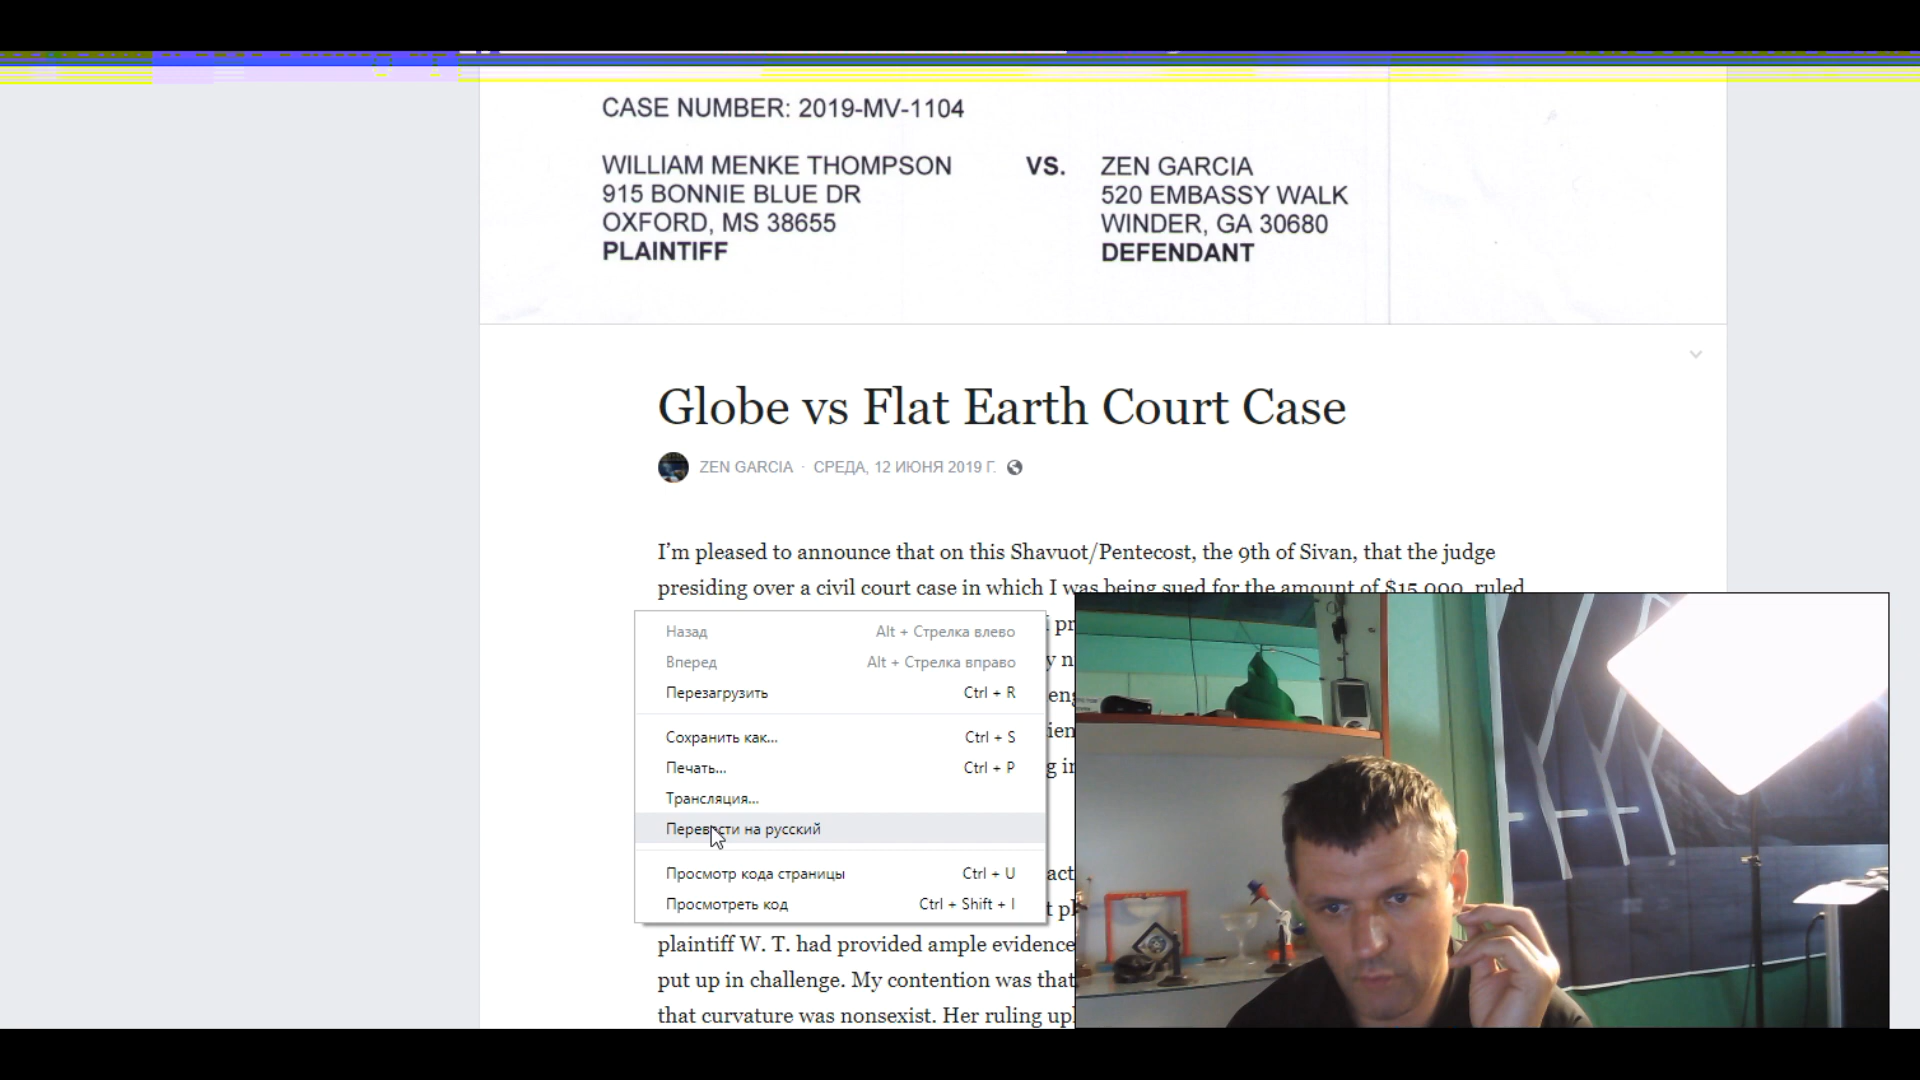 CASE NUMBER: 2019-MV-1104
WILLIAM MENKE THOMPSON VS. ZEN GARCIA
915 BONNIE BLUE DR 520 EMBASSY WALK
OXFORD, MS 38655 WINDER, GA 30680
PLAINTIFF DEFENDANT
Globe vs Flat Earth Court Case
ZEN GARCIA · СРЕДА, 12 ИЮНЯ 2019 Г.
I’m pleased to announce that on this Shavuot/Pentecost, the 9th of Sivan, that the judge
presiding over a civil court case in which I was being sued for the amount of $15,000, ruled
Назад Alt + Стрелка влево
Вперед Alt + Стрелка вправо
Перезагрузить Ctrl + R
Сохранить как... Ctrl + S
Печать... Ctrl + P
Трансляция...
Перевести на русский
Просмотр кода страницы Ctrl + U
Просмотреть код Ctrl + Shift + I
plaintiff W. T. had provided ample evidence
put up in challenge. My contention was that
that curvature was nonsexist. Her ruling